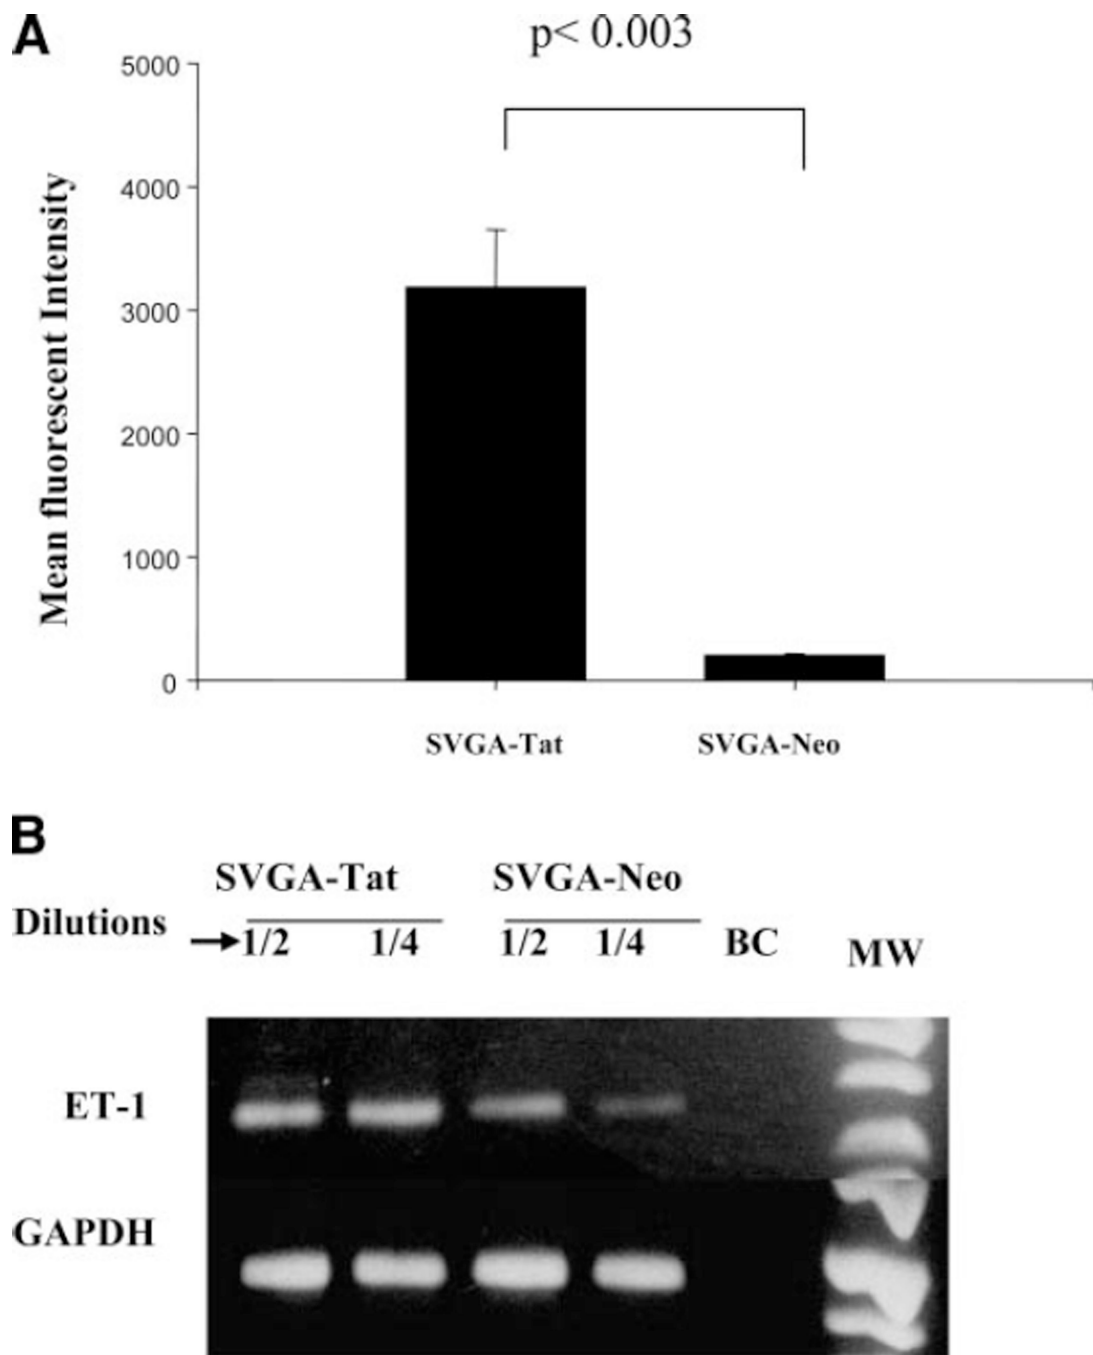 A
p< 0.003
5000
4000
3000
2000
1000
0
Mean fluorescent Intensity
SVGA-Tat SVGA-Neo
B
SVGA-Tat SVGA-Neo
Dilutions
1/2 1/4 1/2 1/4 BC MW
ET-1
GAPDH